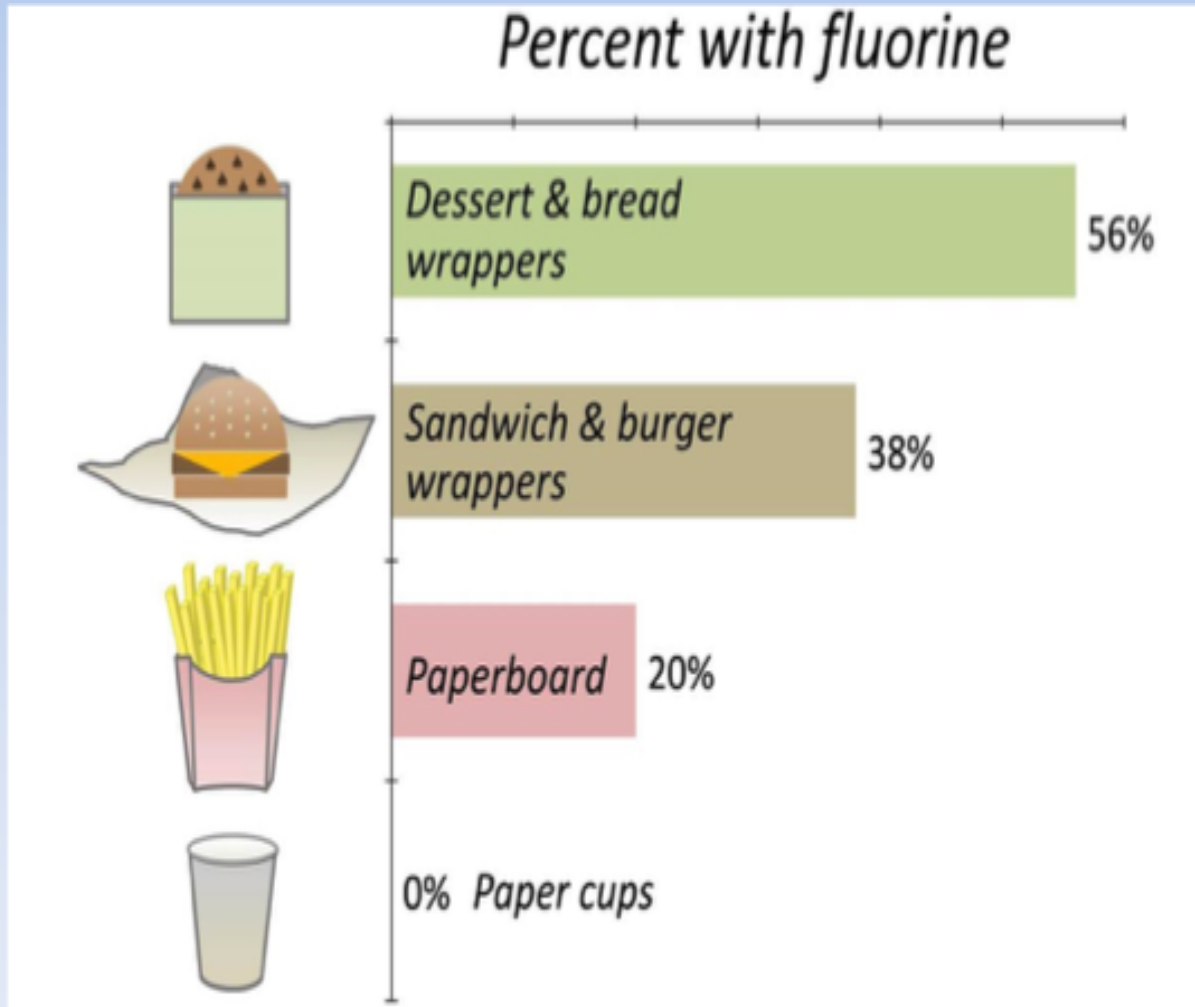 Percent with fluorine
Dessert & bread
wrappers
56%
Sandwich & burger
wrappers
38%
Paperboard
20%
0% Paper cups